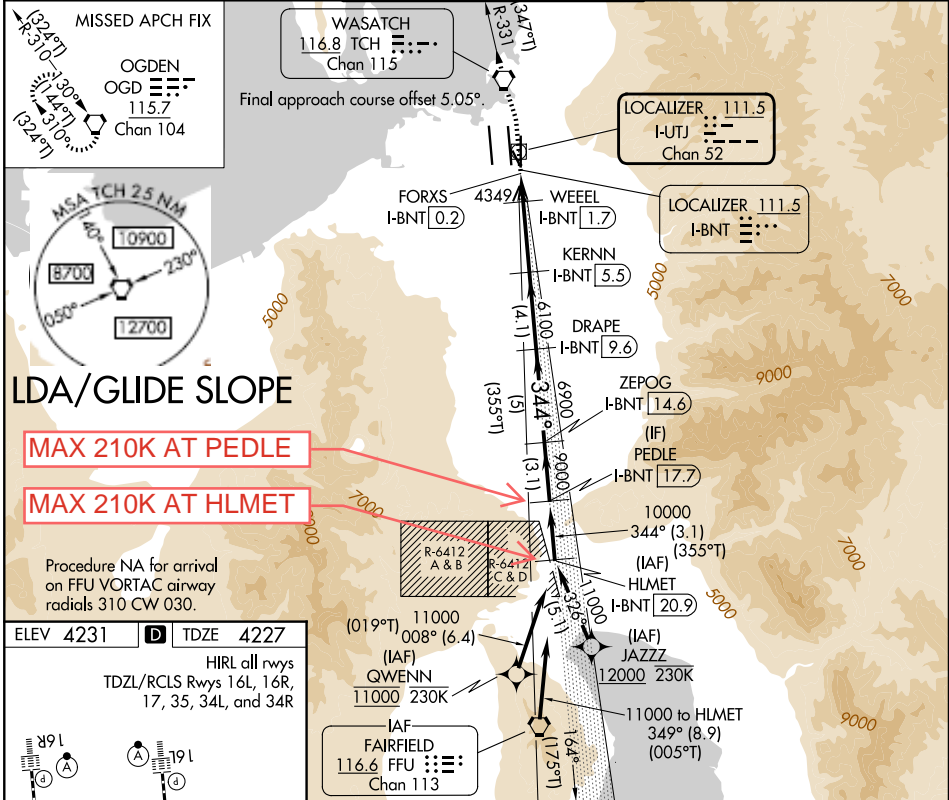 MISSED APCH FIX
(324°T)
R-310
130°
(144°T)
310°
(324°T)
OGDEN
OGD
115.7
Chan 104
WASATCH
116.8 TCH
Chan 115
(347°T)
R-331
Final approach course offset 5.05°.
LOCALIZER 111.5
I-UTJ
Chan 52
LOCALIZER 111.5
I-BNT
MSA TCH 25 NM
140°
10900
8700
230°
050°
12700
FORXS
I-BNT 0.2
4349
WEEEL
I-BNT 1.7
KERNN
I-BNT 5.5
5000
5000
7000
6100
(4.1)
DRAPE
I-BNT 9.6
9000
LDA/GLIDE SLOPE
344°
(5)
(355°T)
6900
ZEPOG
I-BNT 14.6
MAX 210K AT PEDLE
(3.1)
9000
(IF)
PEDLE
I-BNT 17.7
MAX 210K AT HLMET
7000
10000
344° (3.1)
(355°T)
7000
R-6412
A & B
R-6412
C & D
(IAF)
HLMET
I-BNT 20.9
5000
Procedure NA for arrival
on FFU VORTAC airway
radials 310 CW 030.
326°
(5.1)
11000
(019°T)
11000
008° (6.4)
(IAF)
QWENN
11000 230K
(IAF)
JAZZZ
12000 230K
11000 to HLMET
349° (8.9)
(005°T)
9000
IAF
FAIRFIELD
116.6 FFU
Chan 113
164°
(175°T)
ELEV 4231 D TDZE 4227
HIRL all rwys
TDZL/RCLS Rwys 16L, 16R,
17, 35, 34L, and 34R
16R
A
P
A
16L
P